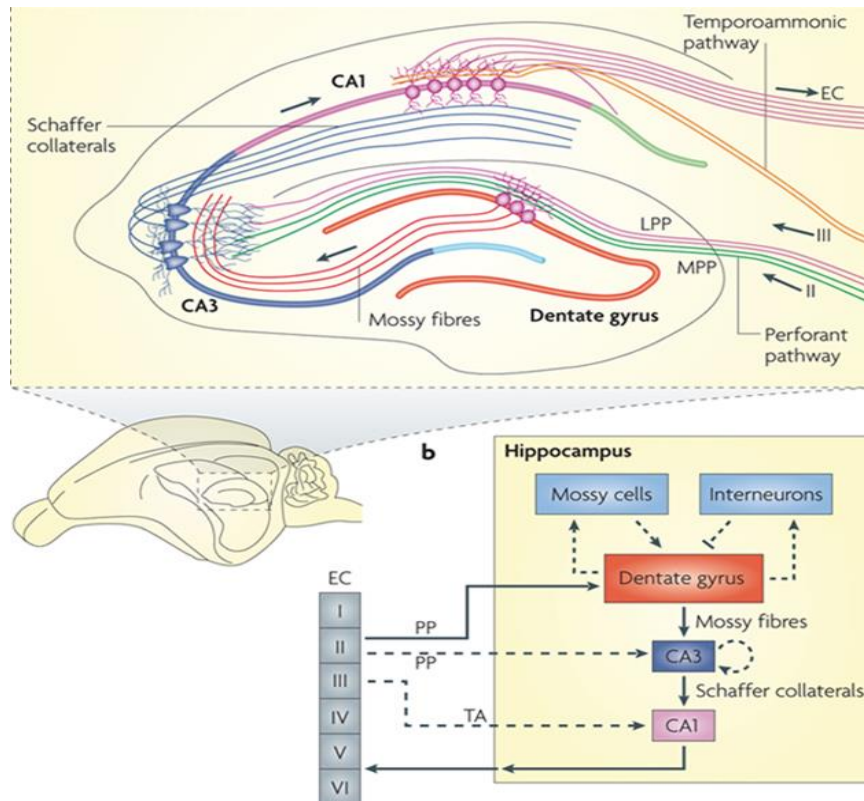 Temporoammonic
pathway
CA1
EC
Schaffer
collaterals
LPP
III
MPP
II
CA3
Mossy fibres
Dentate gyrus
Perforant
pathway
b
Hippocampus
Mossy cells
Interneurons
EC
Dentate gyrus
I
PP
Mossy fibres
II
PP
CA3
III
Schaffer collaterals
IV
TA
CA1
V
VI